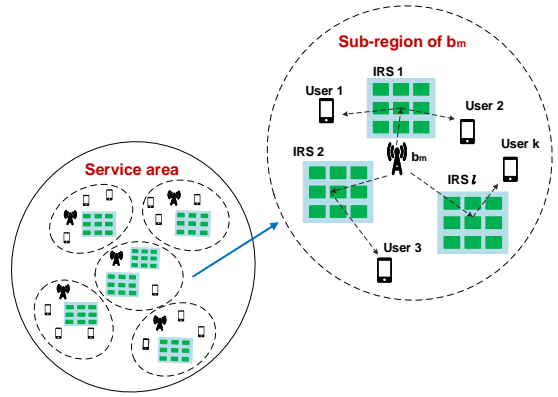 Sub-region of bm
IRS 1
User 1
User 2
User k
IRS 2
bm
IRS l
User 3
Service area